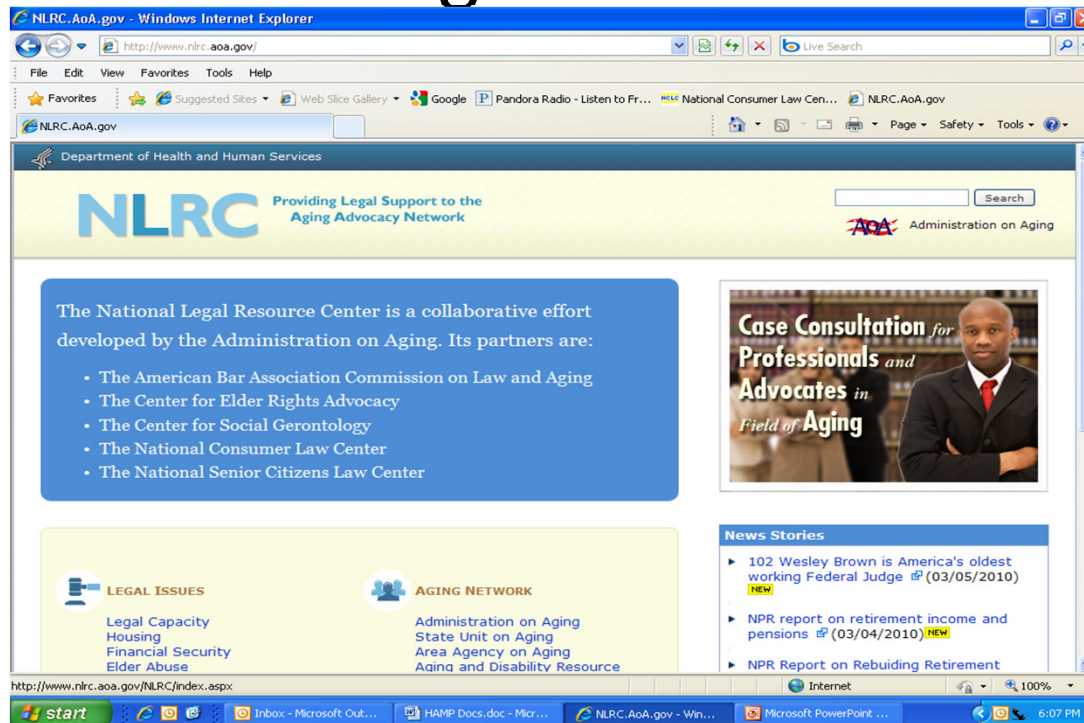 NLRC.AoA.gov - Windows Internet Explorer
http://www.nlrc.aoa.gov/
Live Search
File Edit View Favorites Tools Help
Favorites Suggested Sites Web Slice Gallery Google Pandora Radio - Listen to Fr... NCLC National Consumer Law Cen... NLRC.AoA.gov
NLRC.AoA.gov Page Safety Tools
Department of Health and Human Services
NLRC
Providing Legal Support to the
Aging Advocacy Network
Search
AOA Administration on Aging
The National Legal Resource Center is a collaborative effort
developed by the Administration on Aging. Its partners are:
• The American Bar Association Commission on Law and Aging
• The Center for Elder Rights Advocacy
• The Center for Social Gerontology
• The National Consumer Law Center
• The National Senior Citizens Law Center
Case Consultation for
Professionals and
Advocates in
Field of Aging
LEGAL ISSUES
Legal Capacity
Housing
Financial Security
Elder Abuse
AGING NETWORK
Administration on Aging
State Unit on Aging
Area Agency on Aging
Aging and Disability Resource
News Stories
102 Wesley Brown is America's oldest
working Federal Judge (03/05/2010)
NEW
NPR report on retirement income and
pensions (03/04/2010) NEW
NPR Report on Rebuiding Retirement
http://www.nlrc.aoa.gov/NLRC/index.aspx
Internet 100%
start Inbox - Microsoft Out... HAMP Docs.doc - Micr... NLRC.AoA.gov - Win... Microsoft PowerPoint ... 6:07 PM